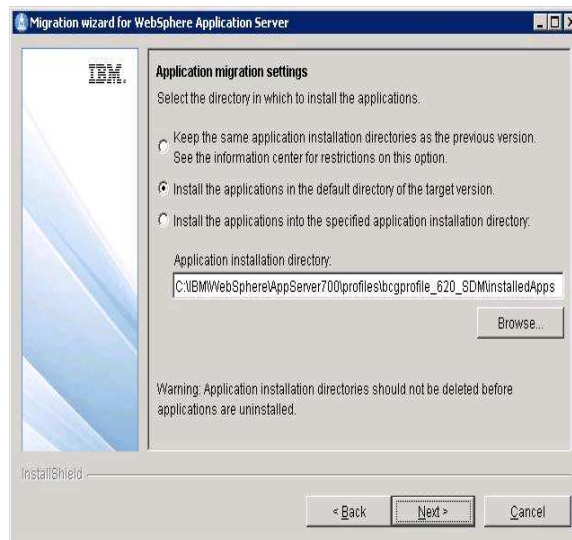 Migration wizard for WebSphere Application Server
IBM.
Application migration settings
Select the directory in which to install the applications.
Keep the same application installation directories as the previous version.
See the information center for restrictions on this option.
Install the applications in the default directory of the target version.
Install the applications into the specified application installation directory:
Application installation directory:
C:\IBM\WebSphere\AppServer700\profiles\bcgprofile_620_SDM\installedApps
Browse...
Warning: Application installation directories should not be deleted before
applications are uninstalled.
InstallShield
< Back
Next >
Cancel